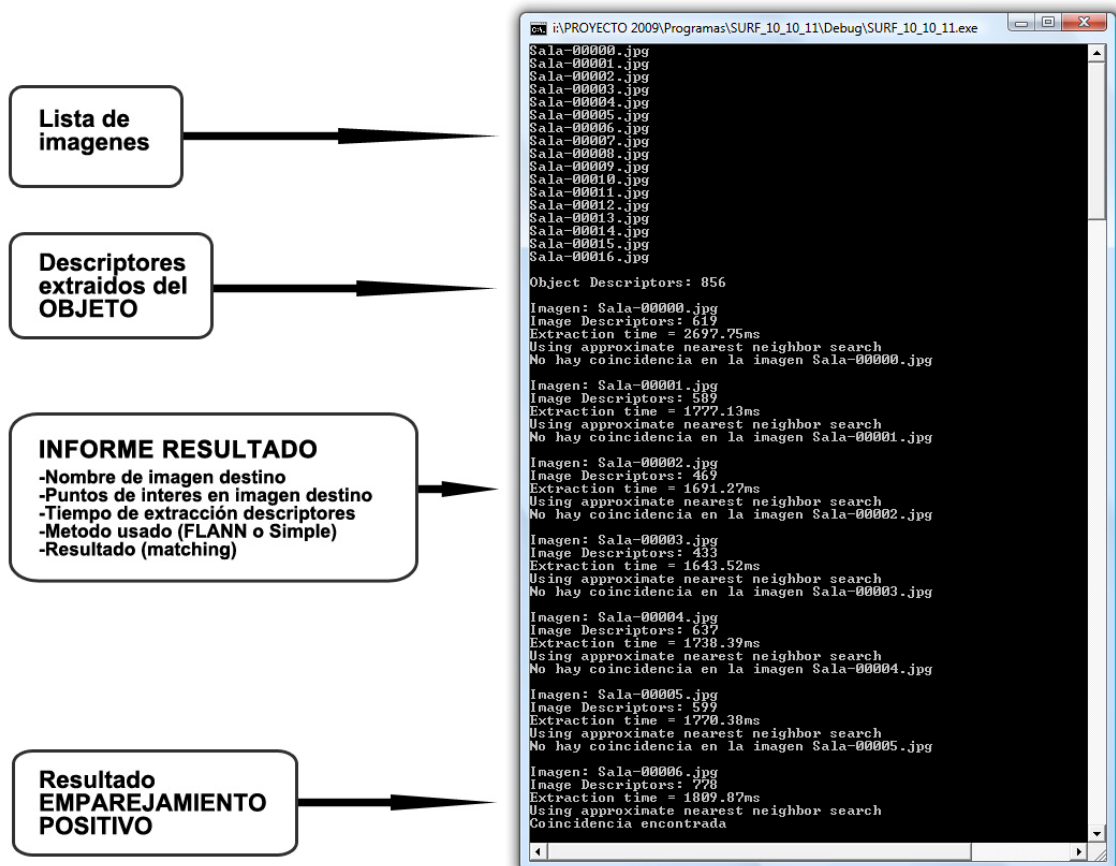 i:\PROYECTO 2009\Programas\SURF_10_10_11\Debug\SURF_10_10_11.exe
Lista de
imagenes
Descriptores
extraidos del
OBJETO
INFORME RESULTADO
-Nombre de imagen destino
-Puntos de interes en imagen destino
-Tiempo de extracción descriptores
-Metodo usado (FLANN o Simple)
-Resultado (matching)
Resultado
EMPAREJAMIENTO
POSITIVO
Sala-00000.jpg
Sala-00001.jpg
Sala-00002.jpg
Sala-00003.jpg
Sala-00004.jpg
Sala-00005.jpg
Sala-00006.jpg
Sala-00007.jpg
Sala-00008.jpg
Sala-00009.jpg
Sala-00010.jpg
Sala-00011.jpg
Sala-00012.jpg
Sala-00013.jpg
Sala-00014.jpg
Sala-00015.jpg
Sala-00016.jpg
Object Descriptors: 856
Imagen: Sala-00000.jpg
Image Descriptors: 619
Extraction time = 2697.75ms
Using approximate nearest neighbor search
No hay coincidencia en la imagen Sala-00000.jpg
Imagen: Sala-00001.jpg
Image Descriptors: 589
Extraction time = 1777.13ms
Using approximate nearest neighbor search
No hay coincidencia en la imagen Sala-00001.jpg
Imagen: Sala-00002.jpg
Image Descriptors: 469
Extraction time = 1691.27ms
Using approximate nearest neighbor search
No hay coincidencia en la imagen Sala-00002.jpg
Imagen: Sala-00003.jpg
Image Descriptors: 433
Extraction time = 1643.52ms
Using approximate nearest neighbor search
No hay coincidencia en la imagen Sala-00003.jpg
Imagen: Sala-00004.jpg
Image Descriptors: 637
Extraction time = 1738.39ms
Using approximate nearest neighbor search
No hay coincidencia en la imagen Sala-00004.jpg
Imagen: Sala-00005.jpg
Image Descriptors: 599
Extraction time = 1770.38ms
Using approximate nearest neighbor search
No hay coincidencia en la imagen Sala-00005.jpg
Imagen: Sala-00006.jpg
Image Descriptors: 778
Extraction time = 1809.87ms
Using approximate nearest neighbor search
Coincidencia encontrada